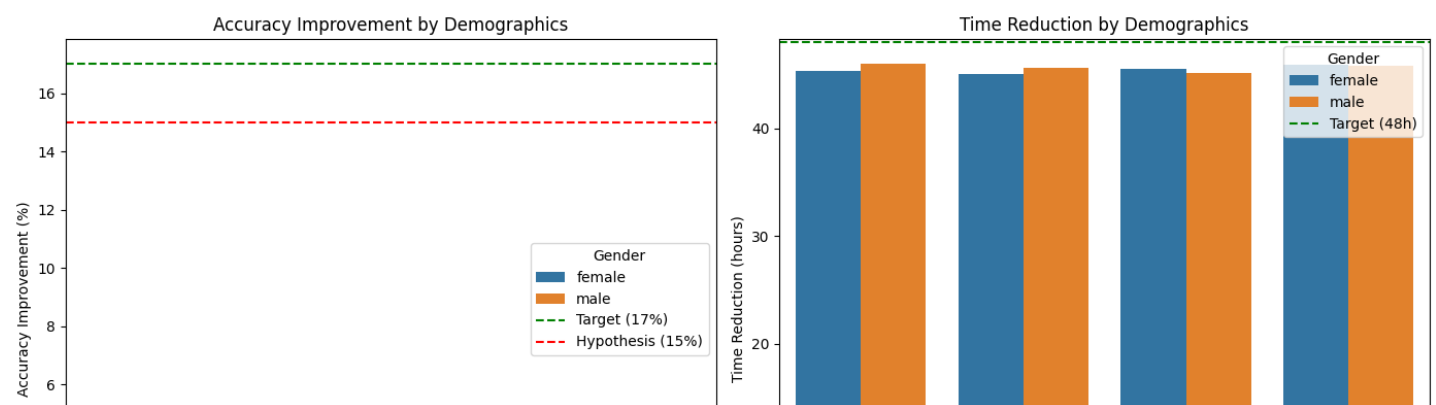 Accuracy Improvement by Demographics
16
14
12
10
8
6
Accuracy Improvement (%)
Gender
female
male
Target (17%)
Hypothesis (15%)
Time Reduction by Demographics
40
30
20
Time Reduction (hours)
Gender
female
male
Target (48h)